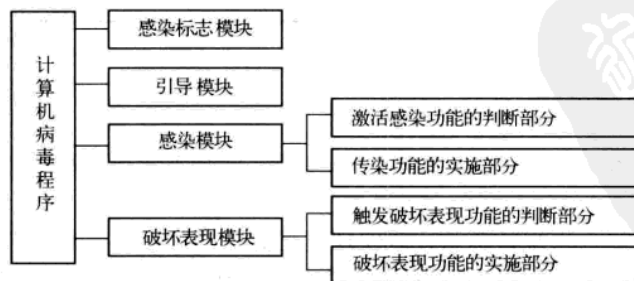 计算机病毒程序
感染标志模块
引导模块
感染模块
激活感染功能的判断部分
传染功能的实施部分
破坏表现模块
触发破坏表现功能的判断部分
破坏表现功能的实施部分